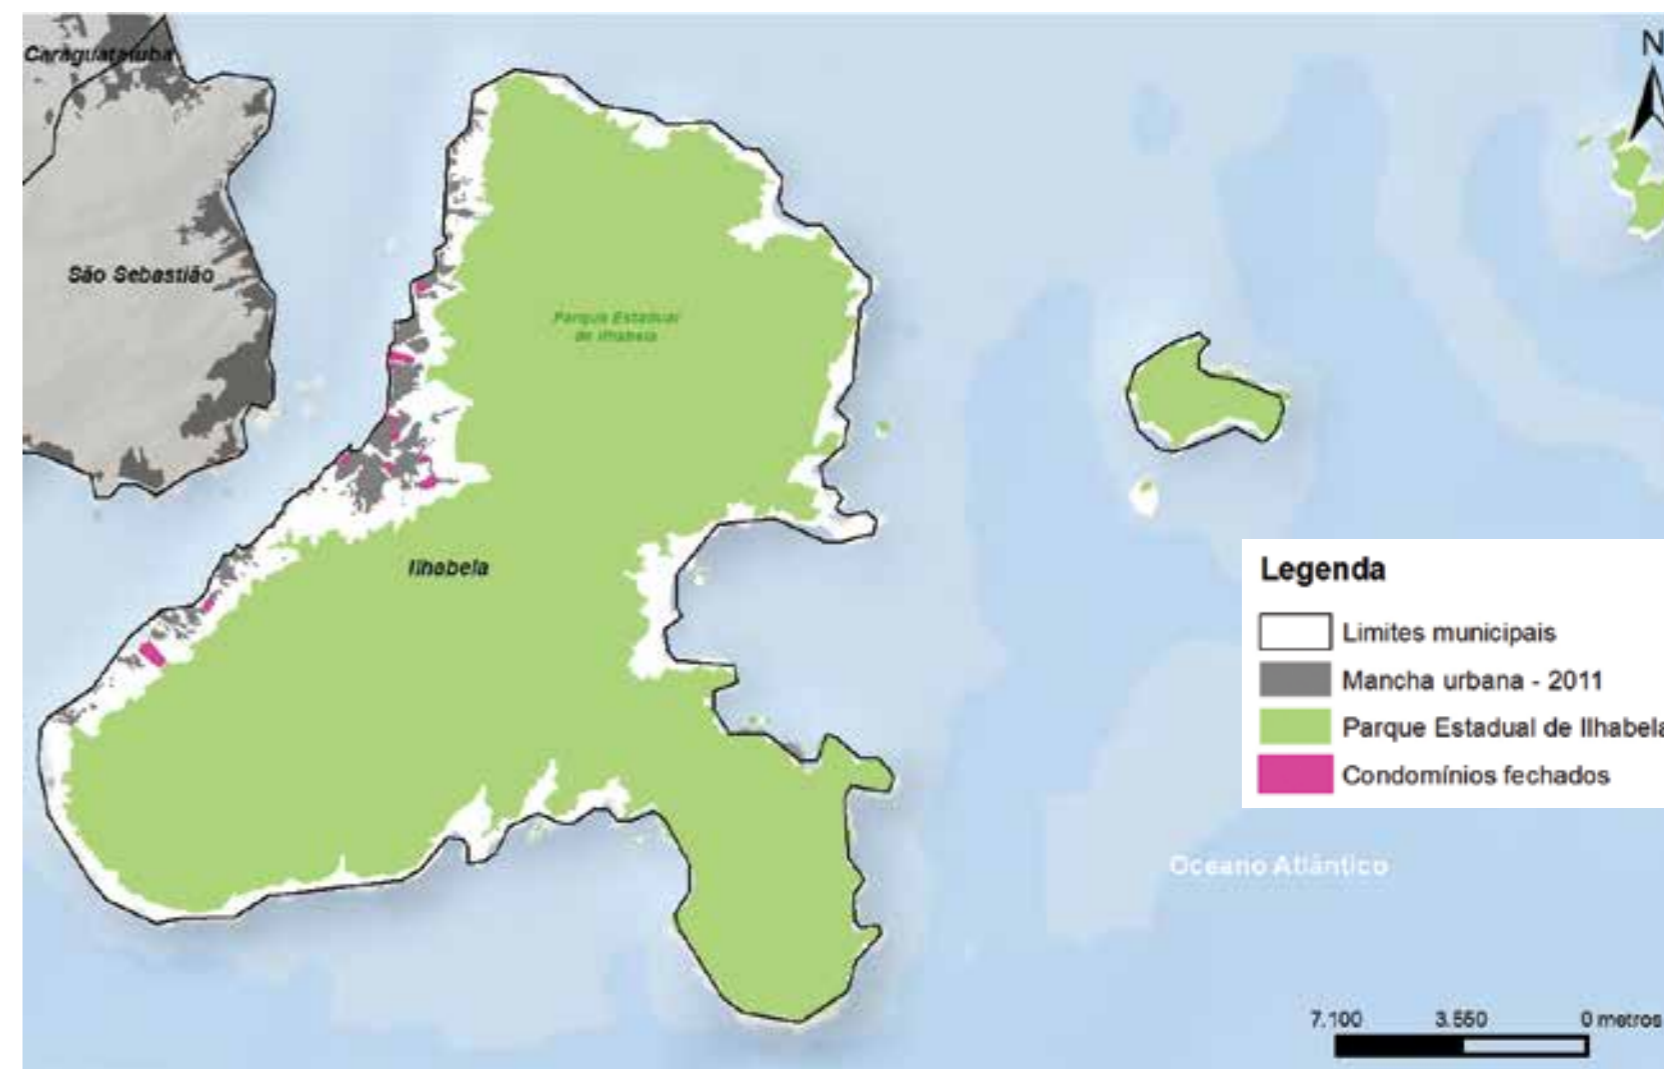 Caraguatatuba
N
São Sebastião
Parque Estadual
de Ilhabela
Ilhabela
Legenda
Limites municipais
Mancha urbana - 2011
Parque Estadual de Ilhabela
Condomínios fechados
Oceano Atlântico
7.100 3.550 0 metros